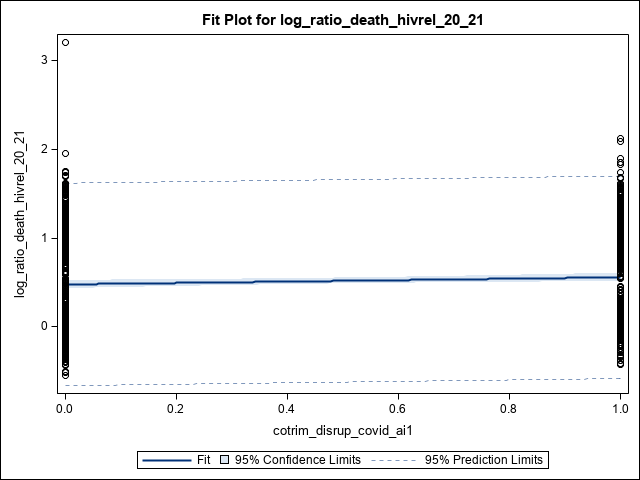 Fit Plot for log_ratio_death_hivrel_20_21
log_ratio_death_hivrel_20_21
3
2
1
0
0.0 0.2 0.4 0.6 0.8 1.0
cotrim_disrup_covid_ai1
Fit 95% Confidence Limits 95% Prediction Limits